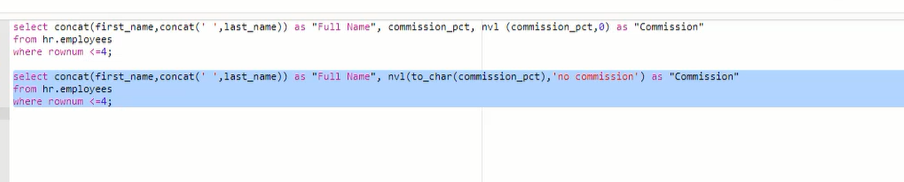 select concat(first_name,concat(' ',last_name)) as "Full Name", commission_pct, nvl (commission_pct,0) as "Commission"
from hr.employees
where rownum <=4;
select concat(first_name,concat(' ',last_name)) as "Full Name", nvl(to_char(commission_pct),'no commission') as "Commission"
from hr.employees
where rownum <=4;